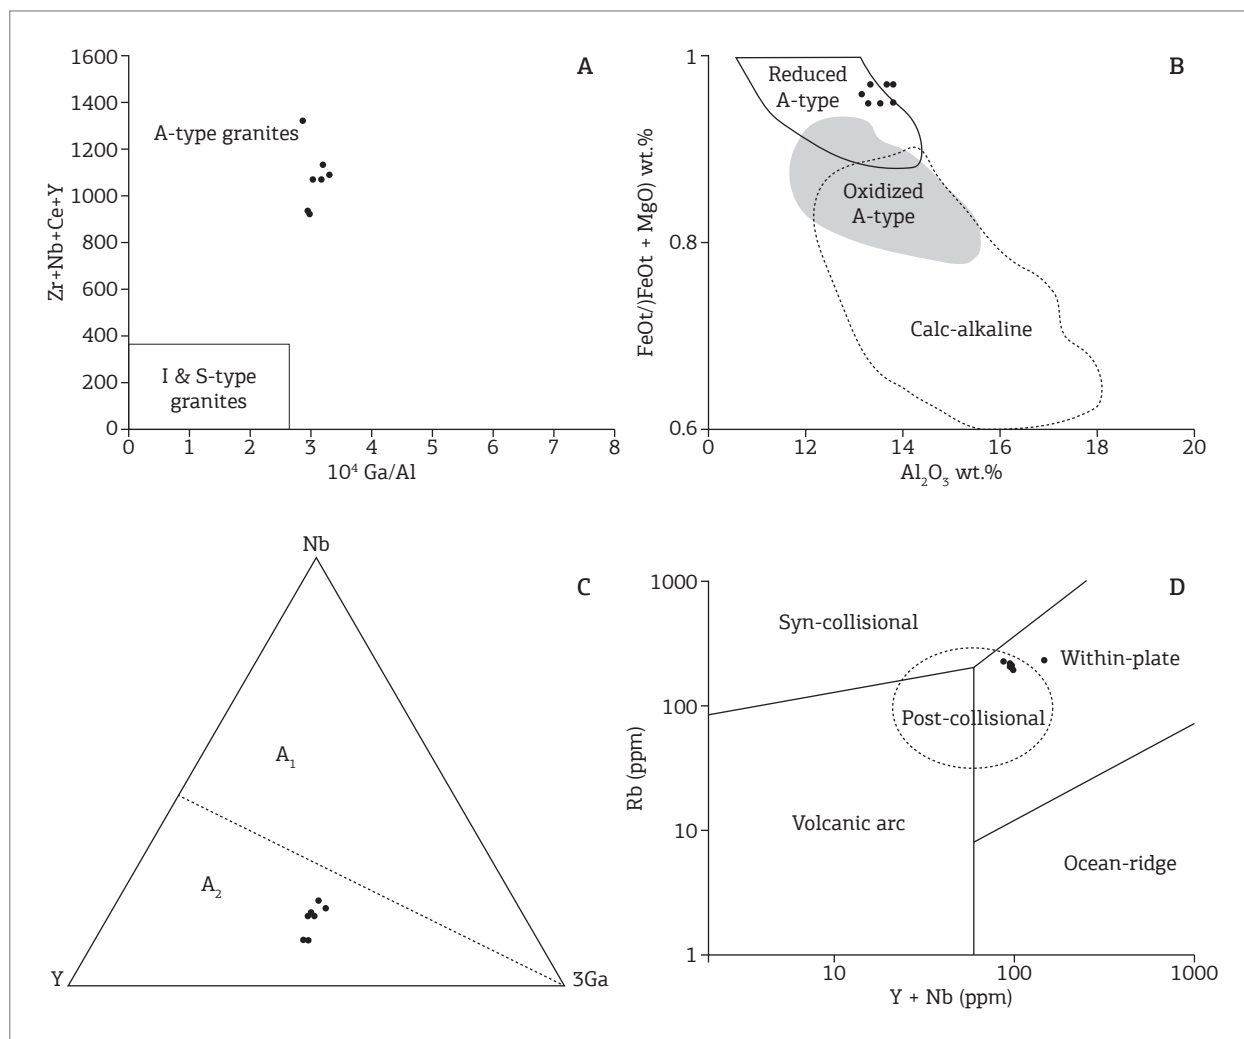 A
1600
1400
1200
1000
800
600
400
200
0
Zr+Nb+Ce+Y
A-type granites
I & S-type
granites
0 1 2 3 4 5 6 7 8
10⁴ Ga/Al
B
1
0.8
0.6
FeOt/)FeOt + MgO) wt.%
Reduced
A-type
Oxidized
A-type
Calc-alkaline
0 12 14 16 18 20
Al₂O₃ wt.%
C
Nb
A₁
A₂
Y
3Ga
D
1000
100
10
1
Rb (ppm)
Syn-collisional
Within-plate
Post-collisional
Volcanic arc
Ocean-ridge
10 100 1000
Y + Nb (ppm)